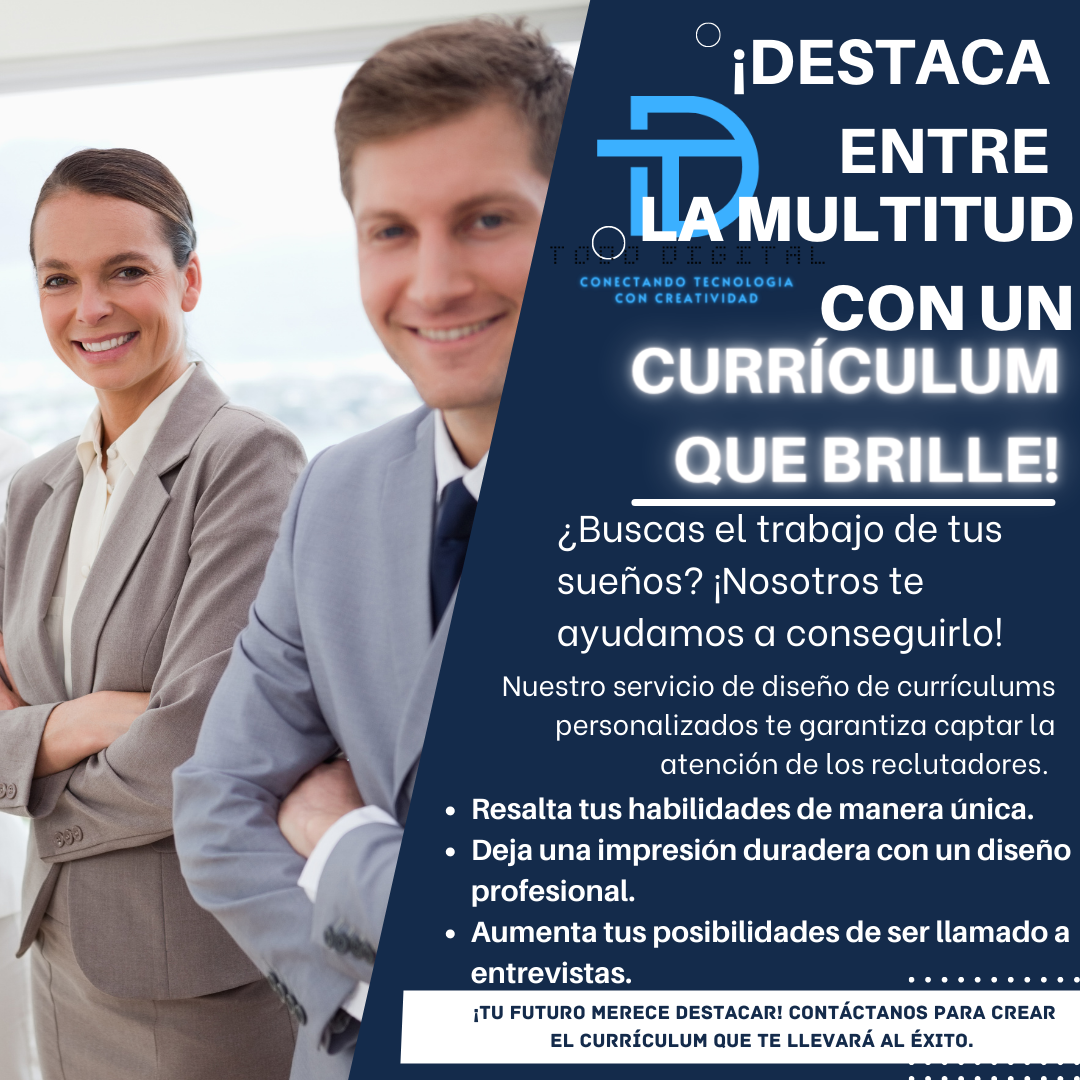 ¡DESTACA
ENTRE
LA MULTITUD
TODO DIGITAL
CONECTANDO TECNOLOGIA
CON CREATIVIDAD
CON UN
CURRÍCULUM
QUE BRILLE!
¿Buscas el trabajo de tus
sueños? ¡Nosotros te
ayudamos a conseguirlo!
Nuestro servicio de diseño de currículums
personalizados te garantiza captar la
atención de los reclutadores.
• Resalta tus habilidades de manera única.
• Deja una impresión duradera con un diseño
profesional.
• Aumenta tus posibilidades de ser llamado a
entrevistas.
¡TU FUTURO MERECE DESTACAR! CONTÁCTANOS PARA CREAR
EL CURRÍCULUM QUE TE LLEVARÁ AL ÉXITO.